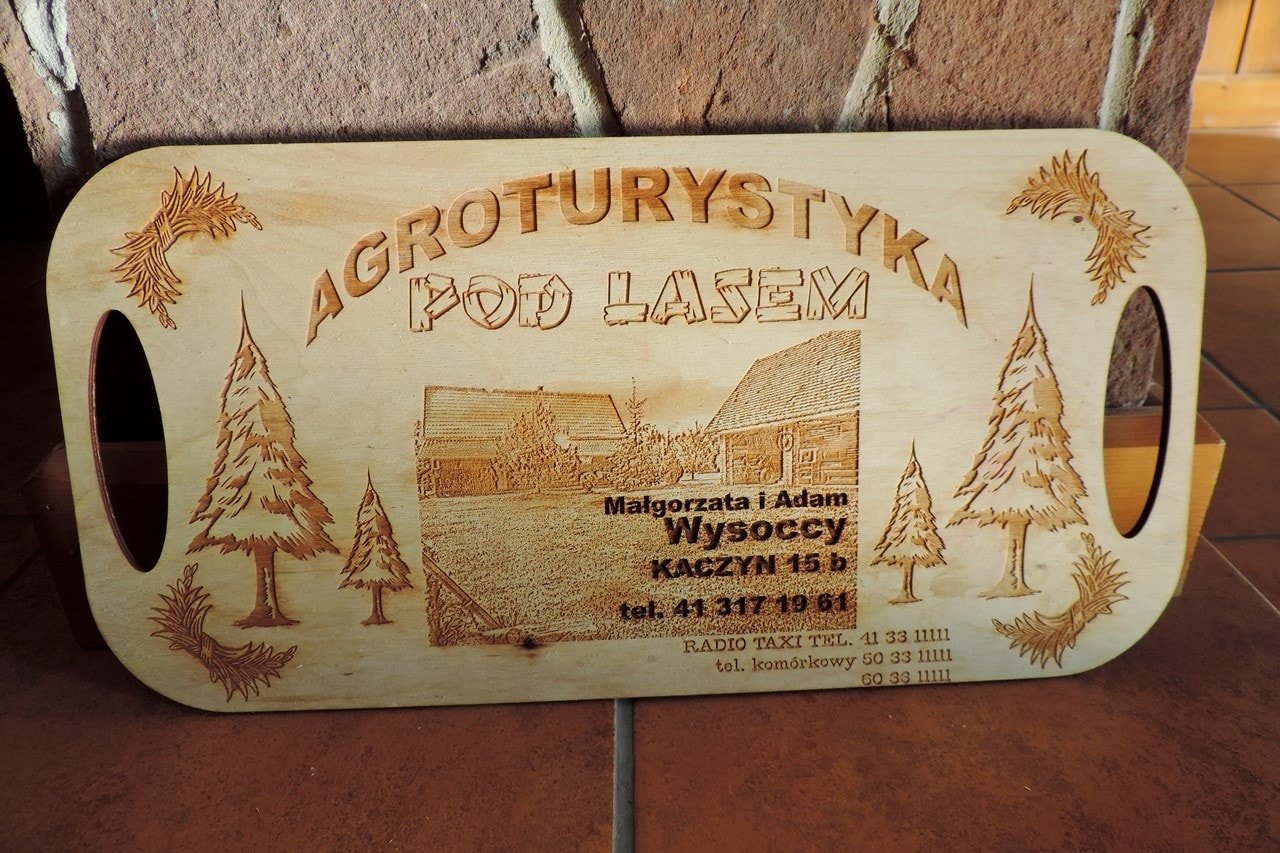 AGROTURYSTYKA
POD LASEM
Małgorzata i Adam
Wysoccy
KACZYN 15 b
tel. 41 317 19 61
RADIO TAXI TEL. 41 33 11111
tel. komórkowy 50 33 11111
60 33 11111